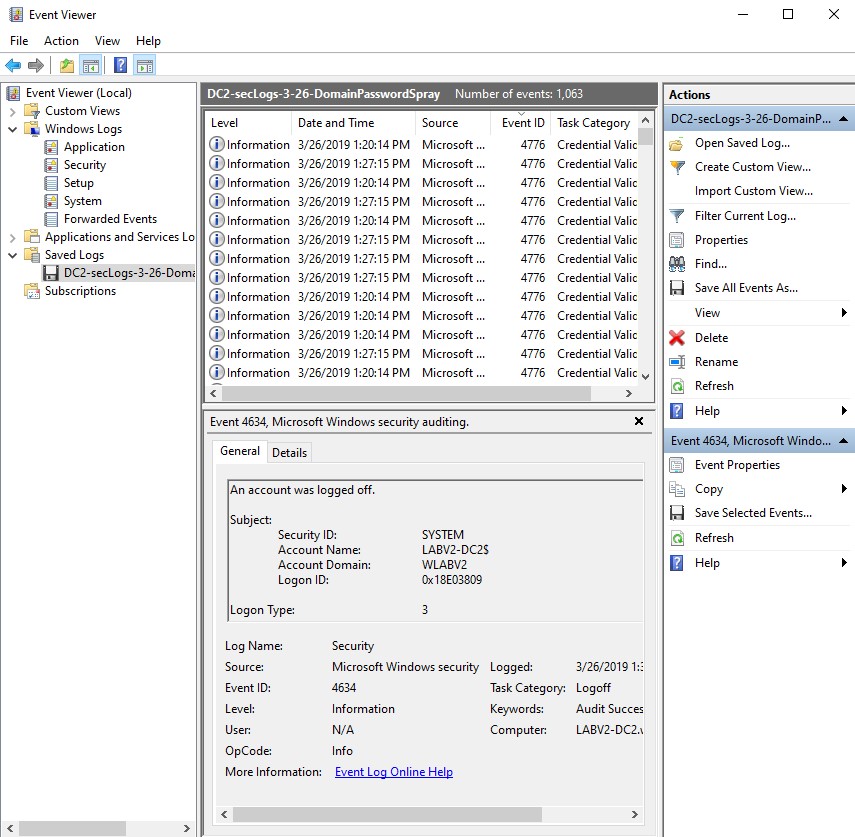 Event Viewer
File Action View Help
Event Viewer (Local)
Custom Views
Windows Logs
Application
Security
Setup
System
Forwarded Events
Applications and Services Lo
Saved Logs
DC2-secLogs-3-26-Doma
Subscriptions
DC2-secLogs-3-26-DomainPasswordSpray Number of events: 1,063
Level Date and Time Source Event ID Task Category
Information 3/26/2019 1:20:14 PM Microsoft ... 4776 Credential Valic
Information 3/26/2019 1:27:15 PM Microsoft ... 4776 Credential Valic
Information 3/26/2019 1:20:14 PM Microsoft ... 4776 Credential Valic
Information 3/26/2019 1:27:15 PM Microsoft ... 4776 Credential Valic
Information 3/26/2019 1:20:14 PM Microsoft ... 4776 Credential Valic
Information 3/26/2019 1:27:15 PM Microsoft ... 4776 Credential Valic
Information 3/26/2019 1:27:15 PM Microsoft ... 4776 Credential Valic
Information 3/26/2019 1:27:15 PM Microsoft ... 4776 Credential Valic
Information 3/26/2019 1:20:14 PM Microsoft ... 4776 Credential Valic
Information 3/26/2019 1:20:14 PM Microsoft ... 4776 Credential Valic
Information 3/26/2019 1:20:14 PM Microsoft ... 4776 Credential Valic
Information 3/26/2019 1:27:15 PM Microsoft ... 4776 Credential Valic
Information 3/26/2019 1:20:14 PM Microsoft ... 4776 Credential Valic
Event 4634, Microsoft Windows security auditing.
General Details
An account was logged off.
Subject:
Security ID: SYSTEM
Account Name: LABV2-DC2$
Account Domain: WLABV2
Logon ID: 0x18E03809
Logon Type: 3
Log Name: Security
Source: Microsoft Windows security Logged: 3/26/2019 1:3
Event ID: 4634 Task Category: Logoff
Level: Information Keywords: Audit Succes
User: N/A Computer: LABV2-DC2.v
OpCode: Info
More Information: Event Log Online Help
Actions
DC2-secLogs-3-26-DomainP...
Open Saved Log...
Create Custom View...
Import Custom View...
Filter Current Log...
Properties
Find...
Save All Events As...
View
Delete
Rename
Refresh
Help
Event 4634, Microsoft Windo...
Event Properties
Copy
Save Selected Events...
Refresh
Help